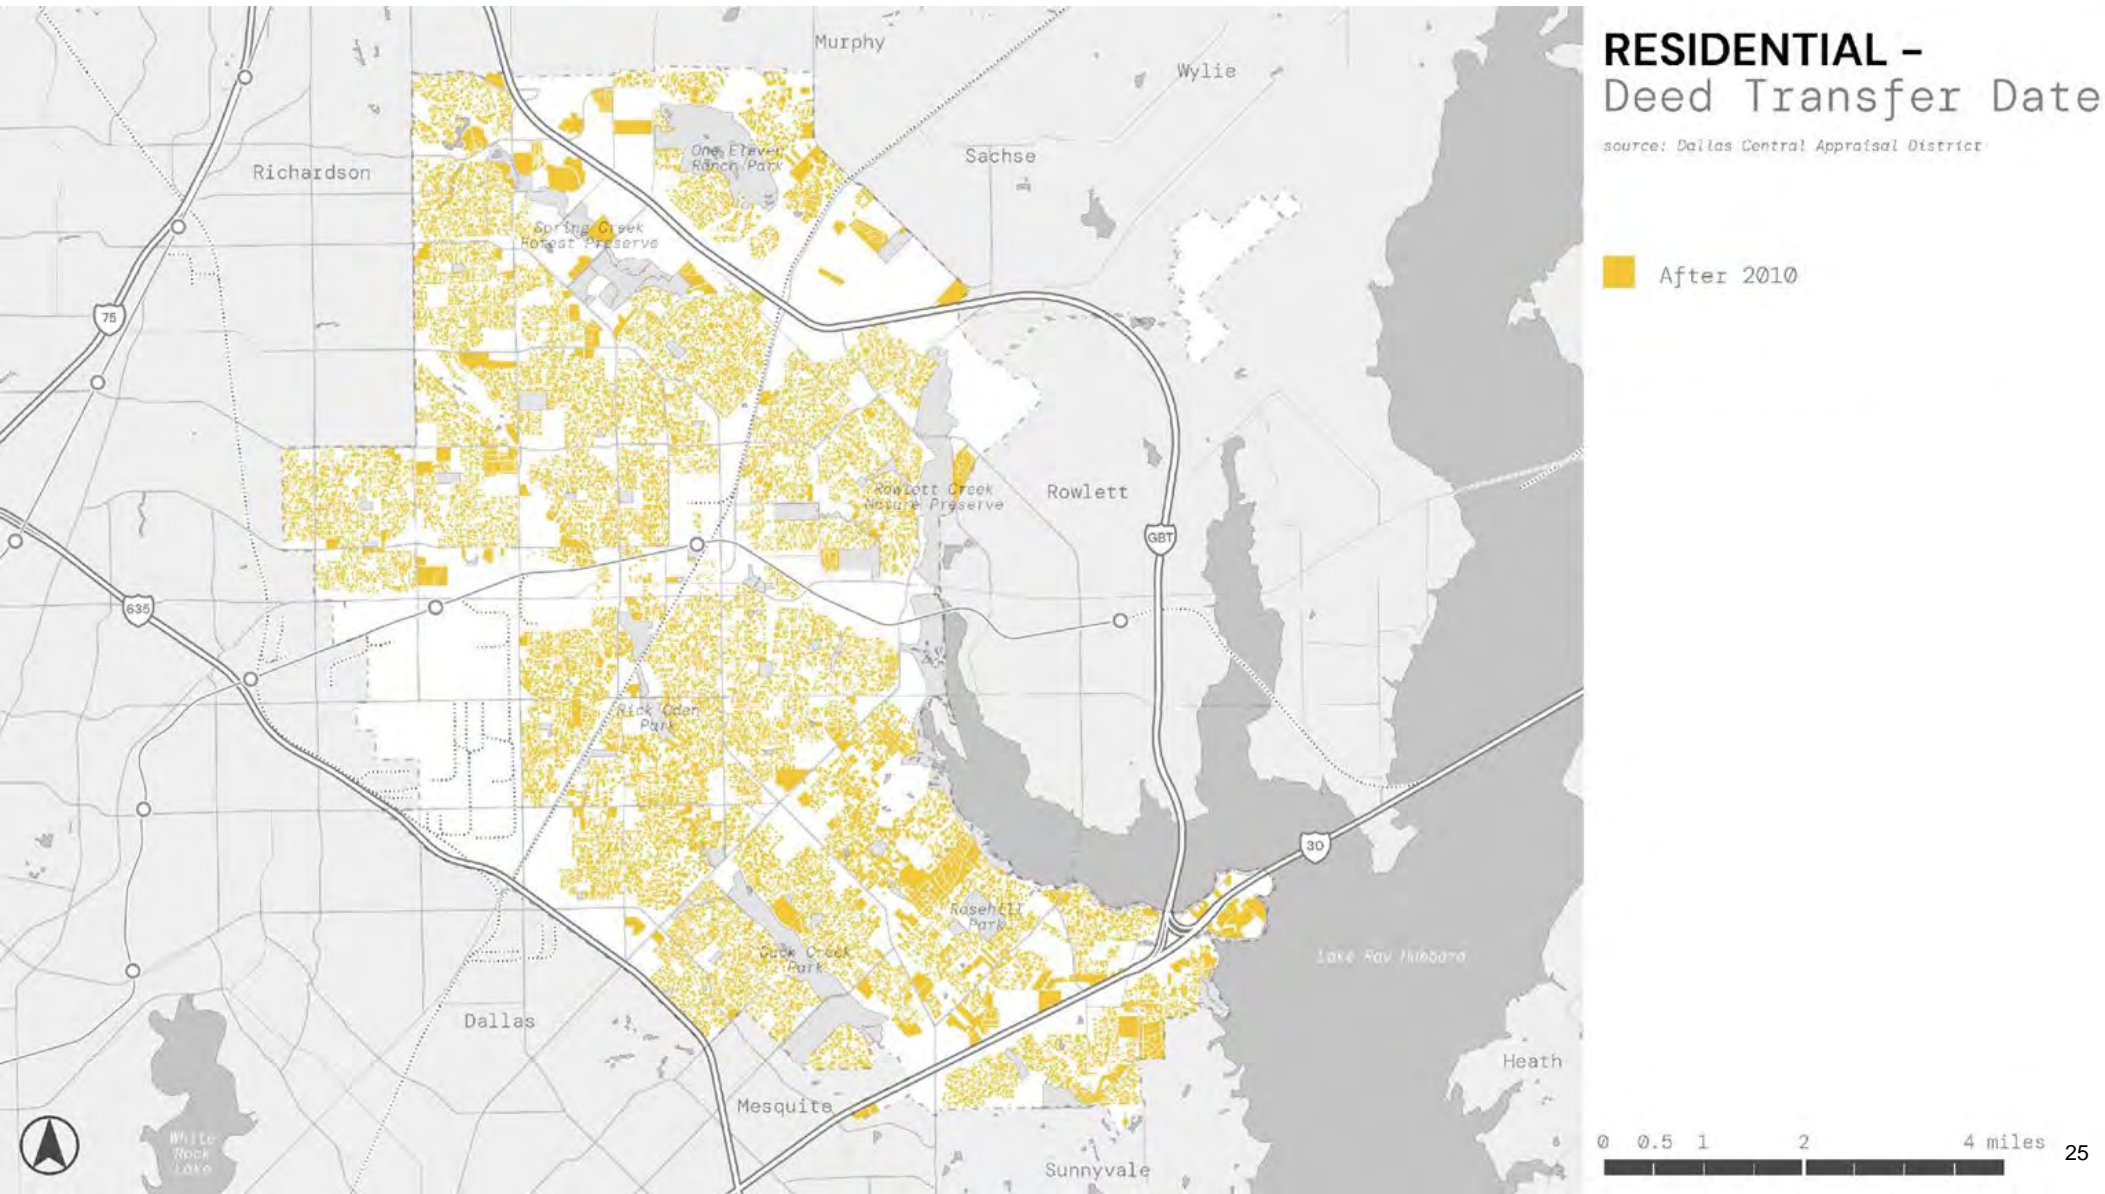 RESIDENTIAL –
Deed Transfer Date
source: Dallas Central Appraisal District
After 2010
Murphy
Wylie
One Eleven
Ranch Park
Sachse
Richardson
Spring Creek
Forest Preserve
75
Rowlett Creek
Nature Preserve
Rowlett
GBT
635
Rick Oden
Park
30
Rosehill
Park
Duck Creek
Park
Lake Ray Hubbard
Dallas
Heath
Mesquite
White
Rock
Lake
Sunnyvale
0 0.5 1 2 4 miles
25